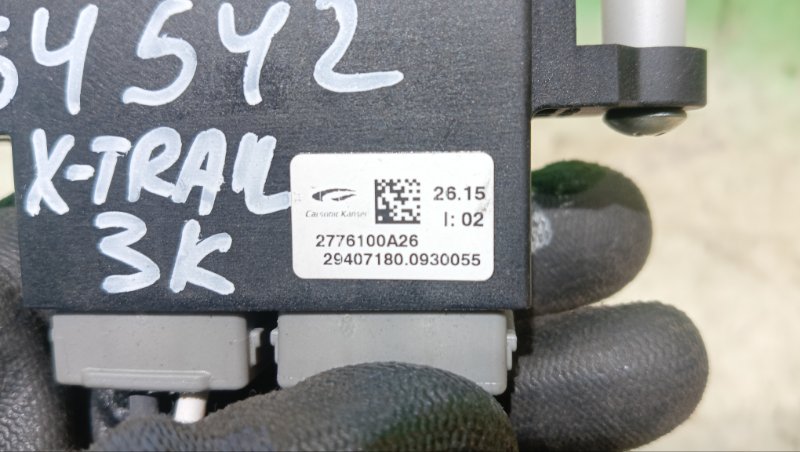 54542
X-TRAIL
3K
Calsonic Kansei
26.15
I: 02
2776100A26
29407180.0930055